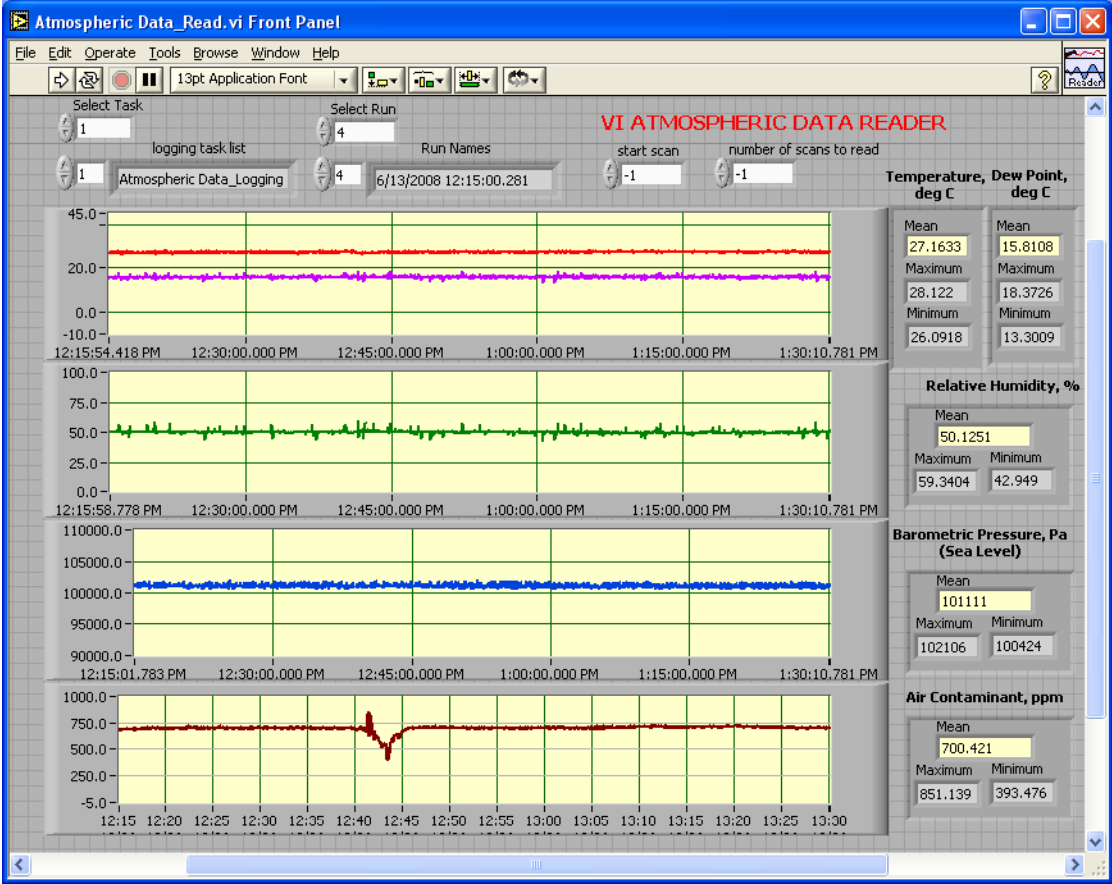 Atmospheric Data_Read.vi Front Panel
File Edit Operate Tools Browse Window Help
13pt Application Font
?
Reader
Select Task
1
Select Run
4
VI ATMOSPHERIC DATA READER
logging task list
1 Atmospheric Data_Logging
Run Names
4 6/13/2008 12:15:00.281
start scan
-1
number of scans to read
-1
Temperature, deg C
Mean
27.1633
Maximum
28.122
Minimum
26.0918
Dew Point, deg C
Mean
15.8108
Maximum
18.3726
Minimum
13.3009
45.0
20.0
0.0
-10.0
12:15:54.418 PM 12:30:00.000 PM 12:45:00.000 PM 1:00:00.000 PM 1:15:00.000 PM 1:30:10.781 PM
Relative Humidity, %
Mean
50.1251
Maximum Minimum
59.3404 42.949
100.0
75.0
50.0
25.0
0.0
12:15:58.778 PM 12:30:00.000 PM 12:45:00.000 PM 1:00:00.000 PM 1:15:00.000 PM 1:30:10.781 PM
Barometric Pressure, Pa
(Sea Level)
Mean
101111
Maximum Minimum
102106 100424
110000.0
105000.0
100000.0
95000.0
90000.0
12:15:01.783 PM 12:30:00.000 PM 12:45:00.000 PM 1:00:00.000 PM 1:15:00.000 PM 1:30:10.781 PM
Air Contaminant, ppm
Mean
700.421
Maximum Minimum
851.139 393.476
1000.0
750.0
500.0
250.0
-5.0
12:15 12:20 12:25 12:30 12:35 12:40 12:45 12:50 12:55 13:00 13:05 13:10 13:15 13:20 13:25 13:30